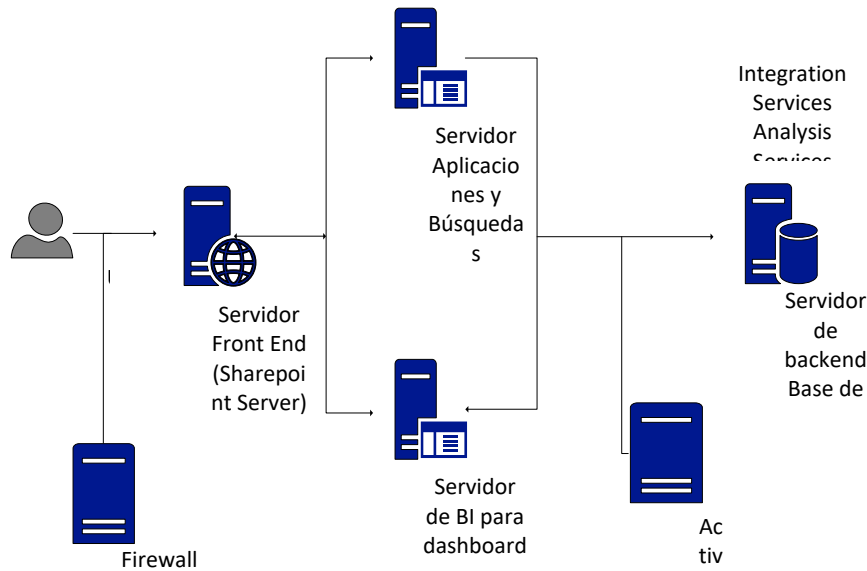 Integration
Services
Analysis
Services
Servidor
Aplicacio
nes y
Búsqueda
s
Servidor
Front End
(Sharepoi
nt Server)
Servidor
de
backend
Base de
Servidor
de BI para
dashboard
Firewall
Ac
tiv